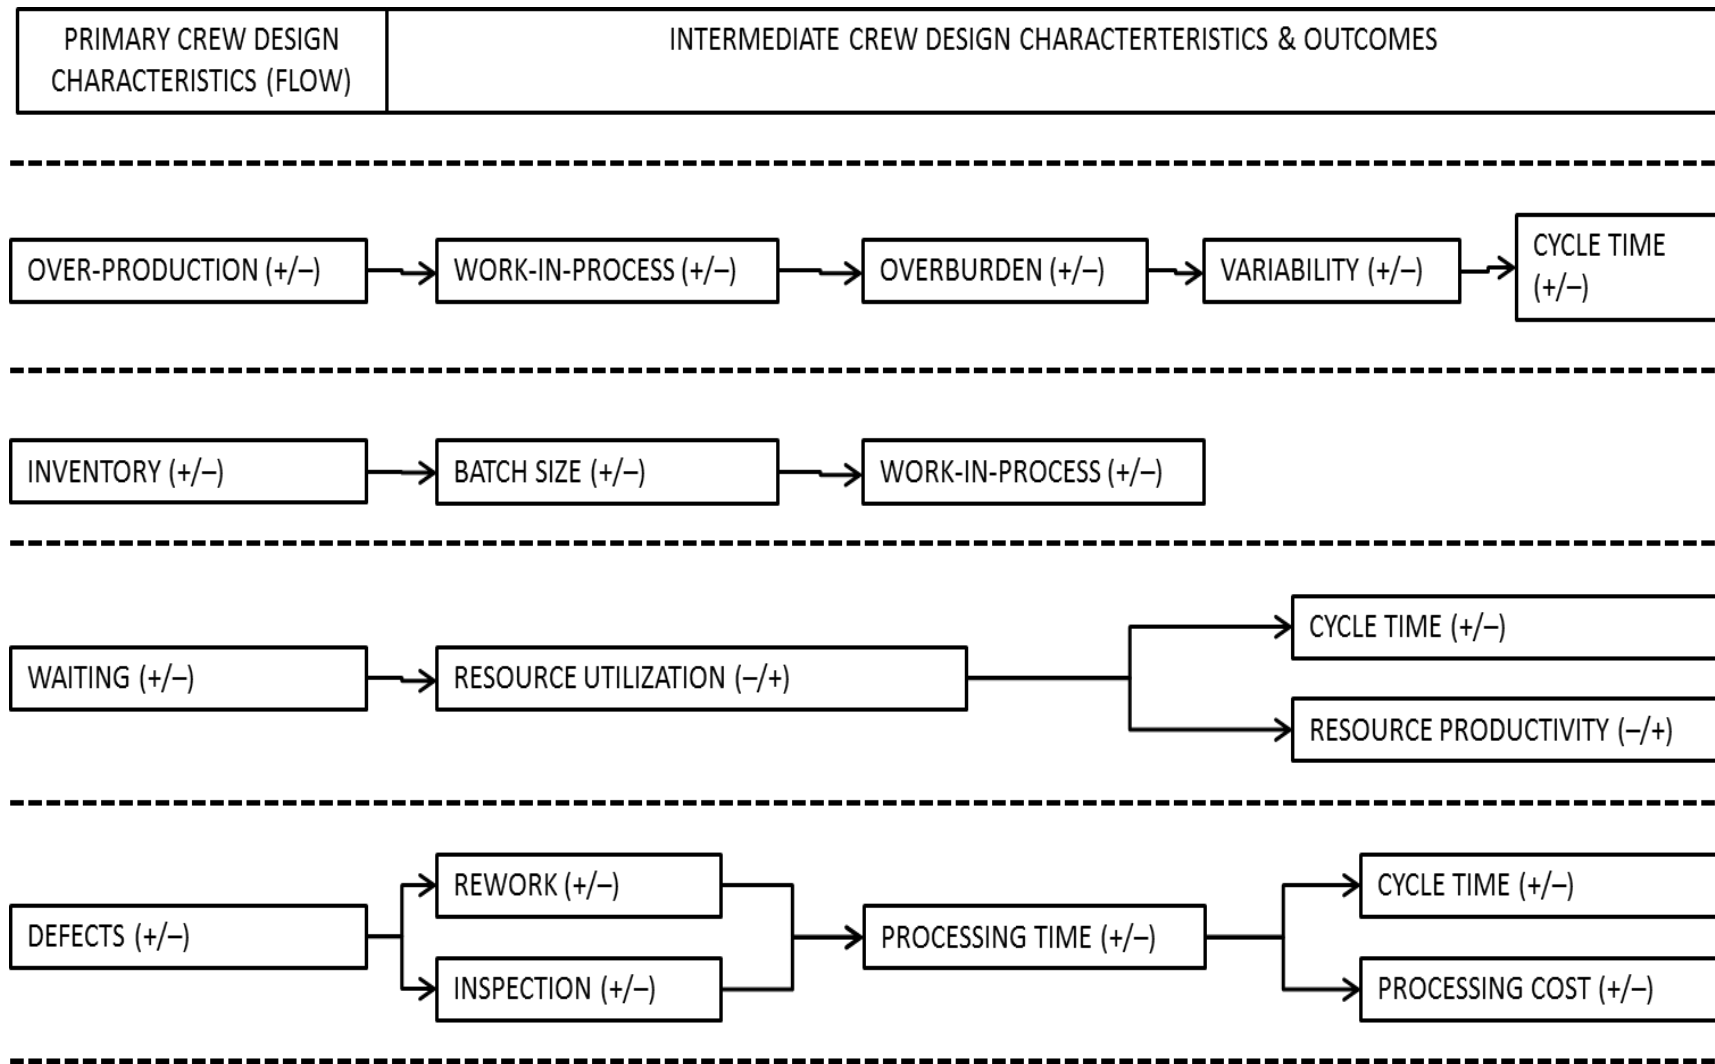 PRIMARY CREW DESIGN
CHARACTERISTICS (FLOW)
INTERMEDIATE CREW DESIGN CHARACTERTERISTICS & OUTCOMES
OVER-PRODUCTION (+/–)
WORK-IN-PROCESS (+/–)
OVERBURDEN (+/–)
VARIABILITY (+/–)
CYCLE TIME
(+/–)
INVENTORY (+/–)
BATCH SIZE (+/–)
WORK-IN-PROCESS (+/–)
WAITING (+/–)
RESOURCE UTILIZATION (–/+)
CYCLE TIME (+/–)
RESOURCE PRODUCTIVITY (–/+)
DEFECTS (+/–)
REWORK (+/–)
INSPECTION (+/–)
PROCESSING TIME (+/–)
CYCLE TIME (+/–)
PROCESSING COST (+/–)